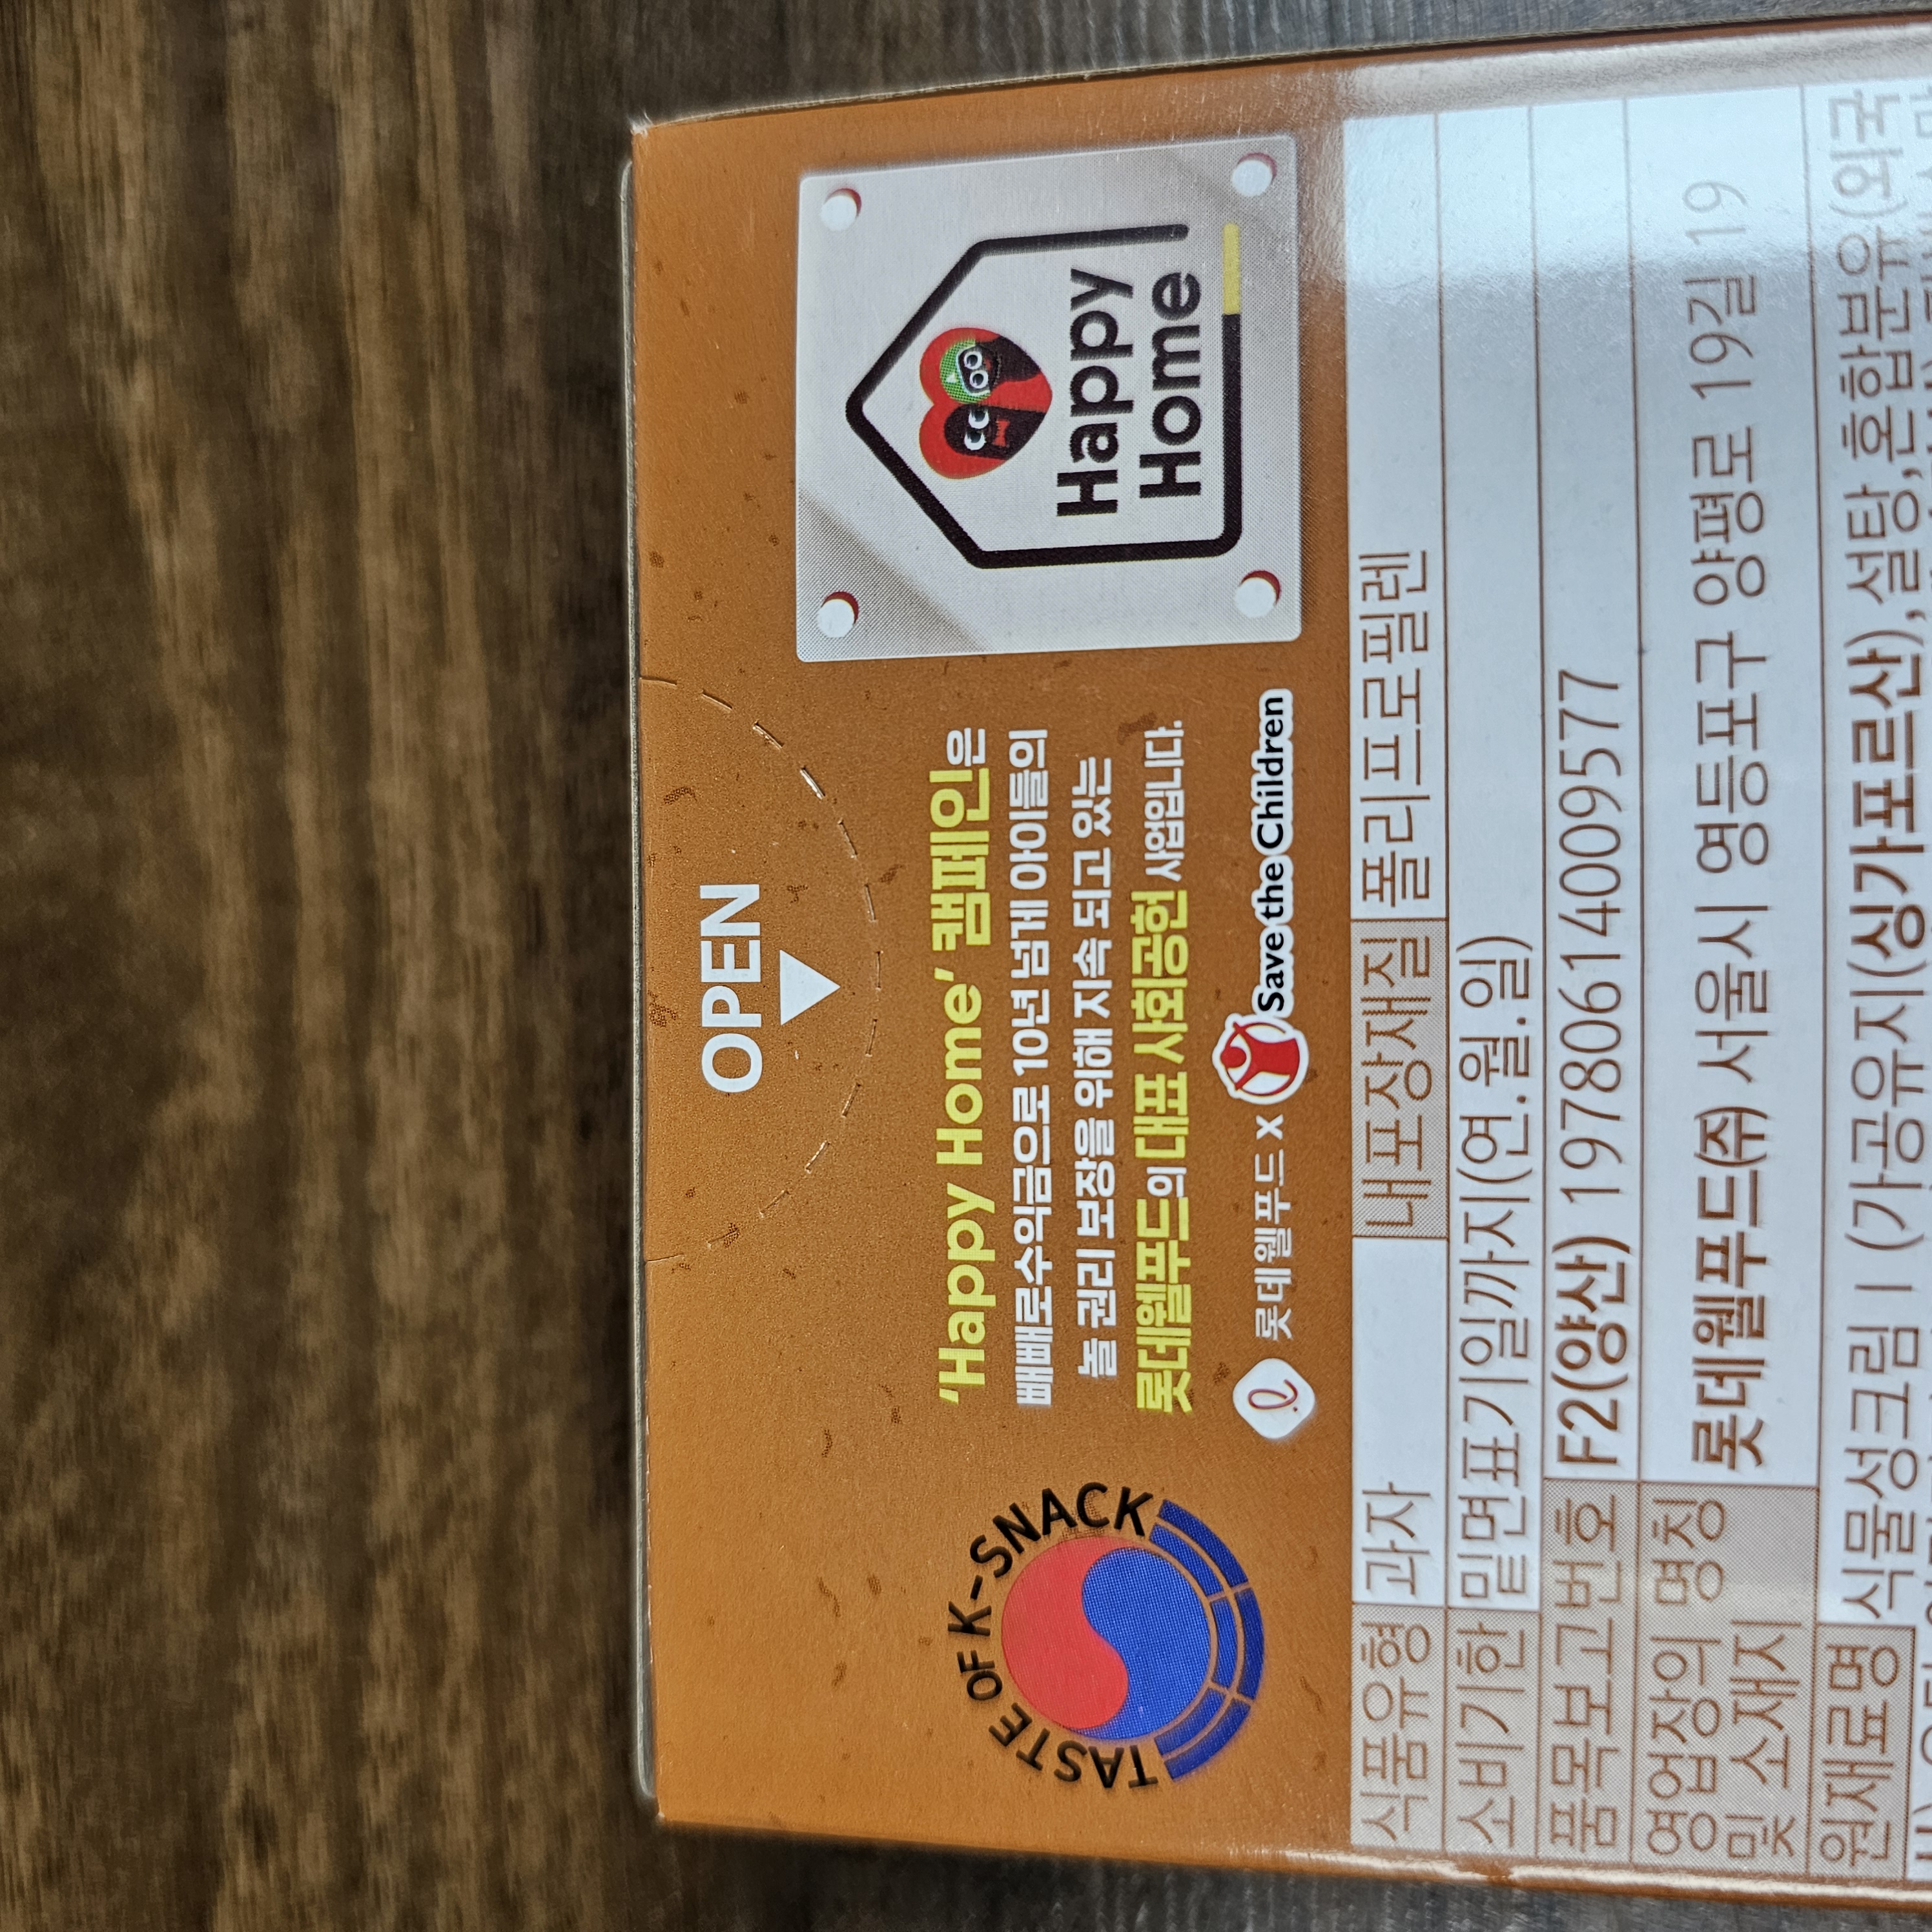 OPEN
TASTE OF K-SNACK
'Happy Home' 캠페인은
빼빼로수익금으로 10년 넘게 아이들의
놀 권리 보장을 위해 지속 되고 있는
롯데웰푸드의 대표 사회공헌 사업입니다.
롯데웰푸드 x Save the Children
Happy
Home
식품유형 과자 내포장재질 폴리프로필렌
소비기한 밑면표기일까지(연.월.일)
품목보고번호 F2(양산) 19780614009577
영업장의 명칭
및 소재지 롯데웰푸드(주) 서울시 영등포구 양평로 19길 19
원재료명 식물성크림 I (가공유지(싱가포르산),설탕,혼합분유(외국